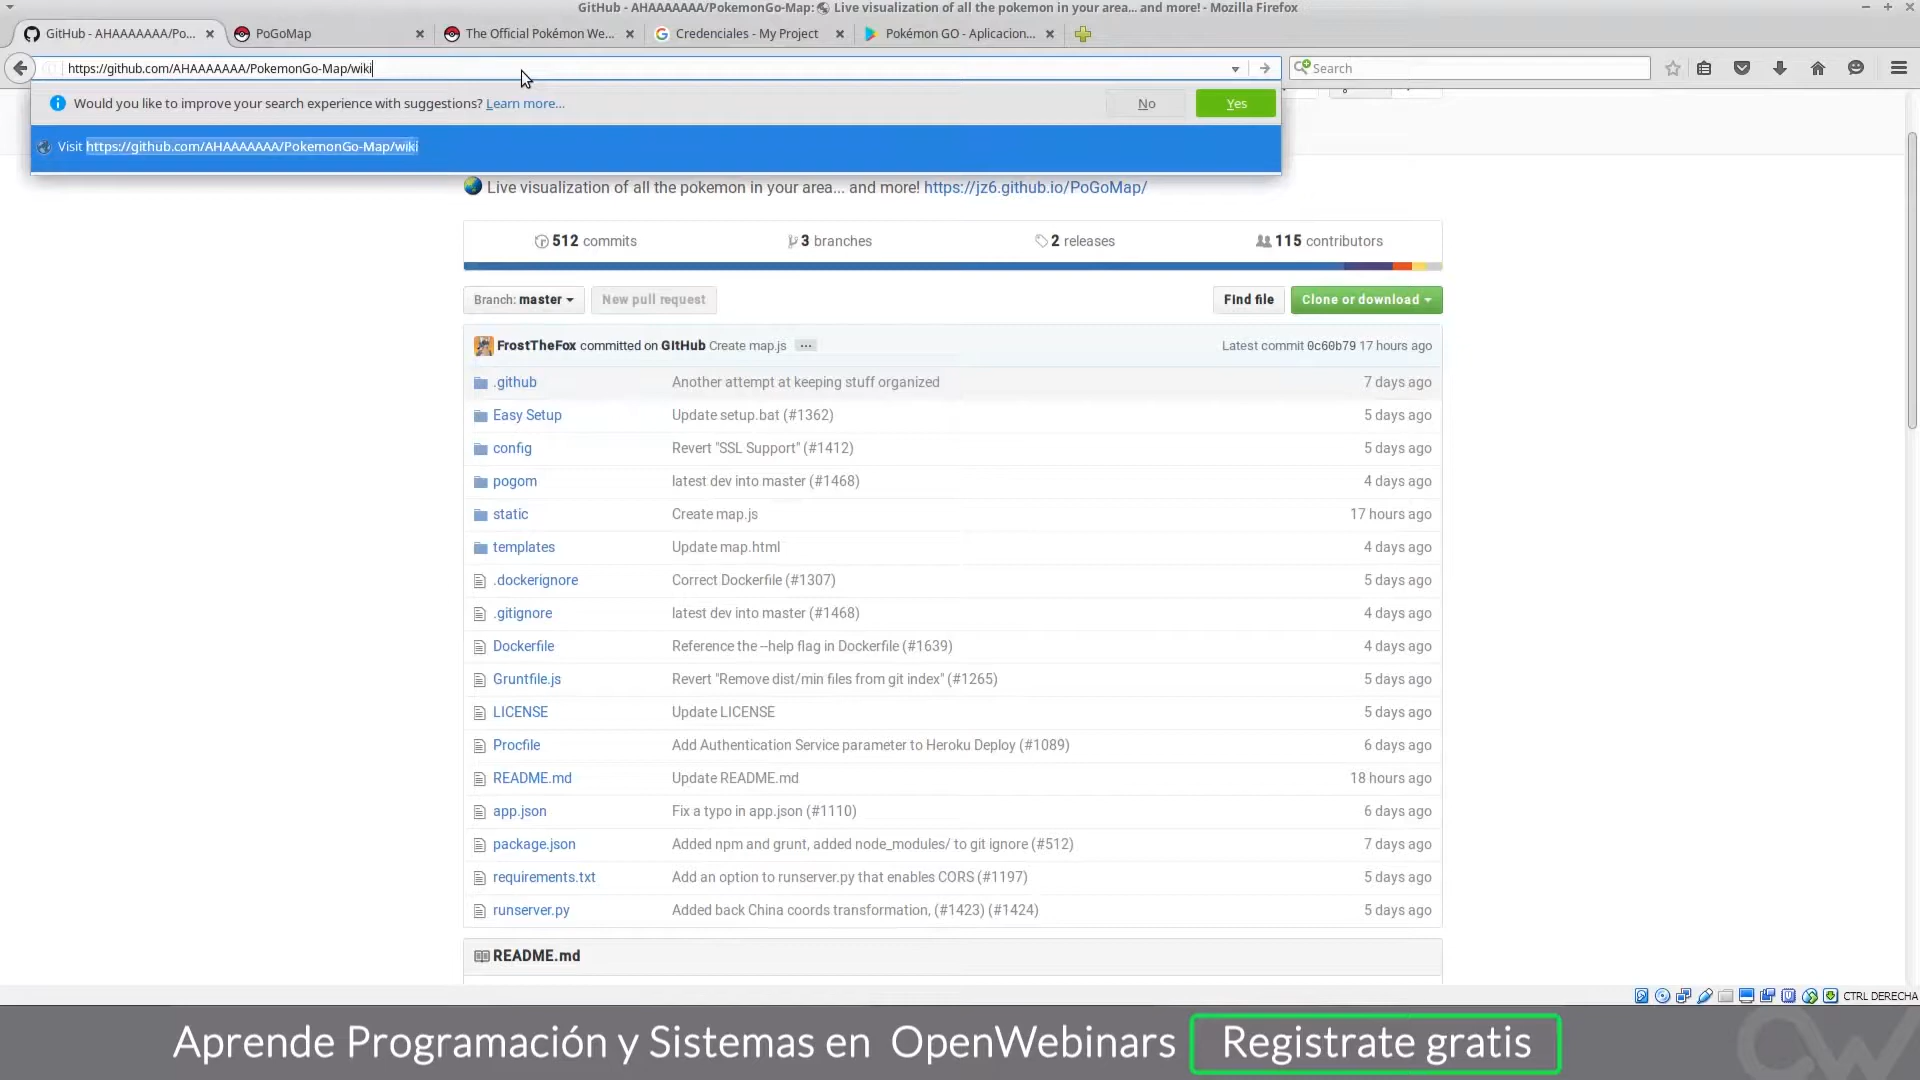 GitHub - AHAAAAAAA/PokemonGo-Map: Live visualization of all the pokemon in your area... and more! - Mozilla Firefox
GitHub - AHAAAAAAA/Po...
PoGoMap
The Official Pokémon We...
Credenciales - My Project
Pokémon GO - Aplicacion...
https://github.com/AHAAAAAAA/PokemonGo-Map/wiki
Search
Would you like to improve your search experience with suggestions? Learn more...
No
Yes
Visit https://github.com/AHAAAAAAA/PokemonGo-Map/wiki
Live visualization of all the pokemon in your area... and more! https://jz6.github.io/PoGoMap/
512 commits
3 branches
2 releases
115 contributors
Branch: master
New pull request
Find file
Clone or download
FrostTheFox committed on GitHub Create map.js ...
Latest commit 0c60b79 17 hours ago
.github Another attempt at keeping stuff organized 7 days ago
Easy Setup Update setup.bat (#1362) 5 days ago
config Revert "SSL Support" (#1412) 5 days ago
pogom latest dev into master (#1468) 4 days ago
static Create map.js 17 hours ago
templates Update map.html 4 days ago
.dockerignore Correct Dockerfile (#1307) 5 days ago
.gitignore latest dev into master (#1468) 4 days ago
Dockerfile Reference the --help flag in Dockerfile (#1639) 4 days ago
Gruntfile.js Revert "Remove dist/min files from git index" (#1265) 5 days ago
LICENSE Update LICENSE 5 days ago
Procfile Add Authentication Service parameter to Heroku Deploy (#1089) 6 days ago
README.md Update README.md 18 hours ago
app.json Fix a typo in app.json (#1110) 6 days ago
package.json Added npm and grunt, added node_modules/ to git ignore (#512) 7 days ago
requirements.txt Add an option to runserver.py that enables CORS (#1197) 5 days ago
runserver.py Added back China coords transformation, (#1423) (#1424) 5 days ago
README.md
CTRL DERECHA
Aprende Programación y Sistemas en OpenWebinars Registrate gratis